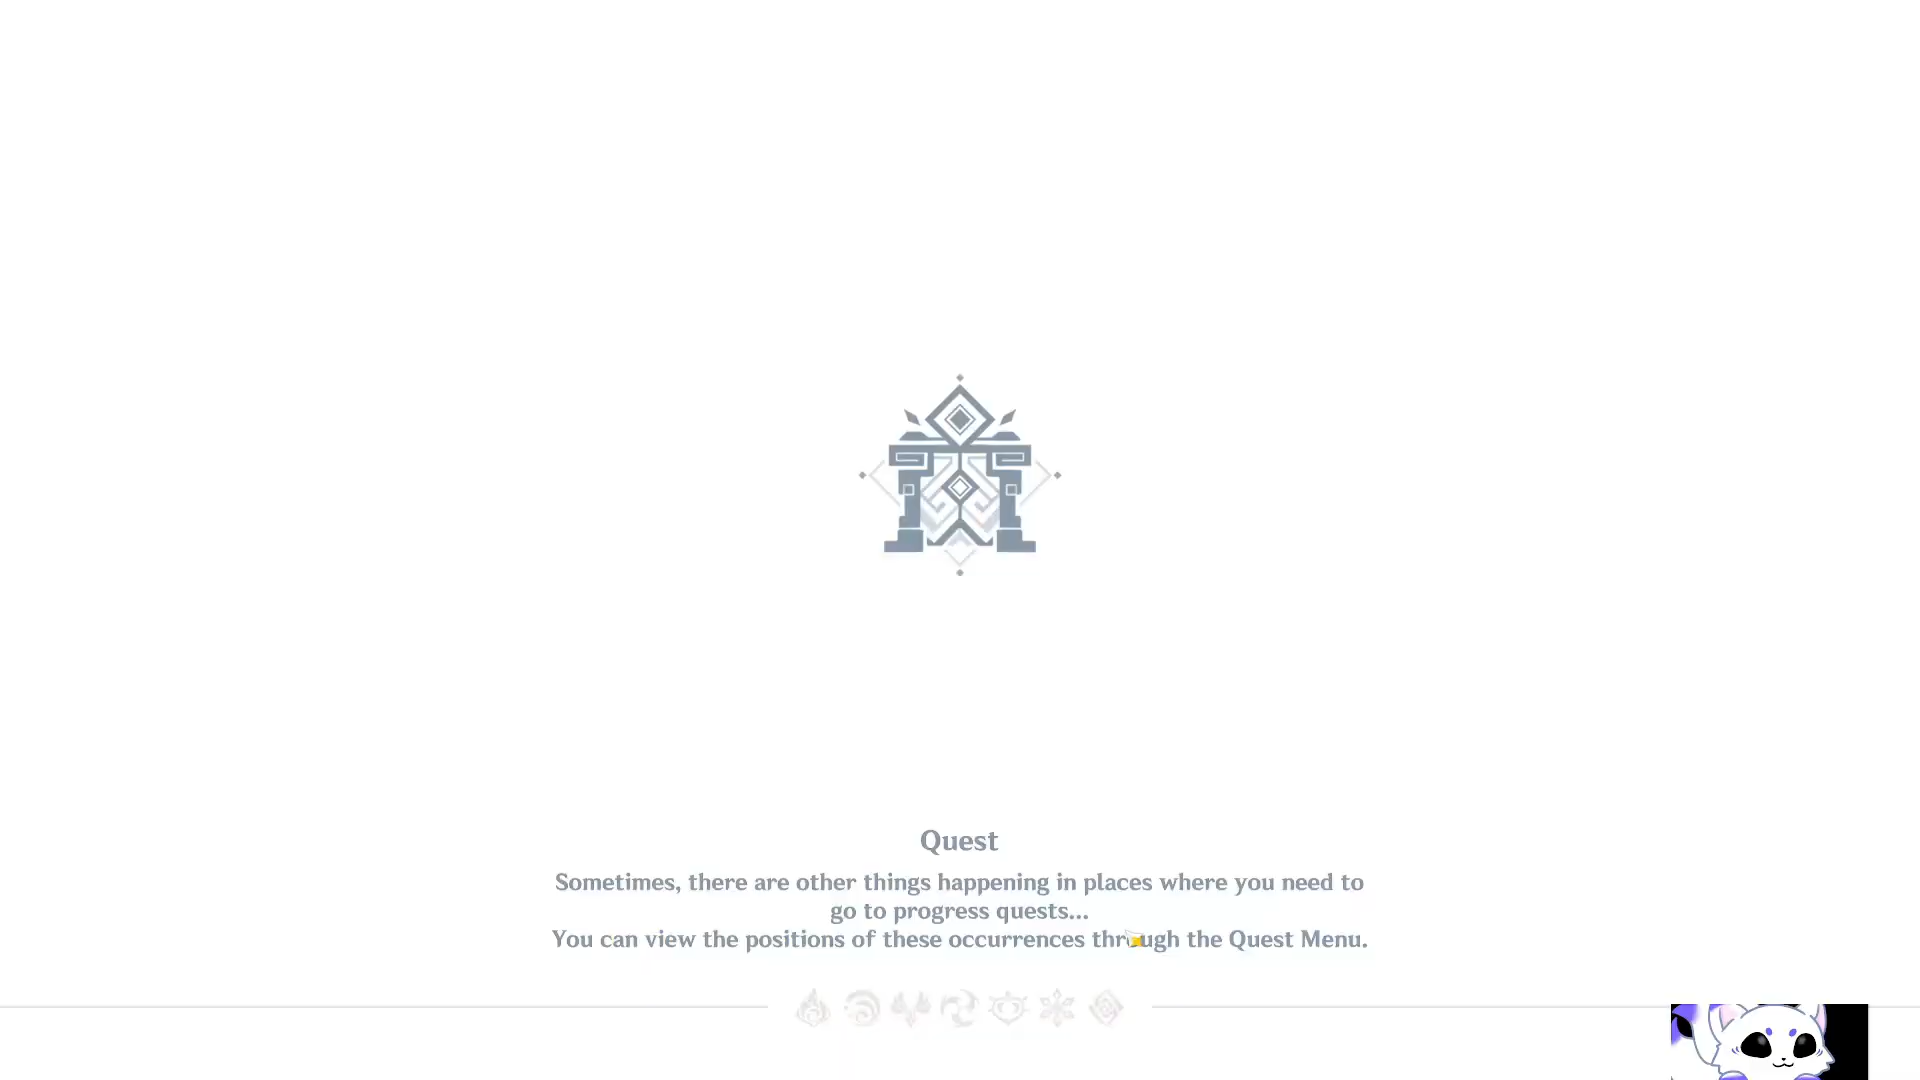 Quest
Sometimes, there are other things happening in places where you need to
go to progress quests...
You can view the positions of these occurrences through the Quest Menu.